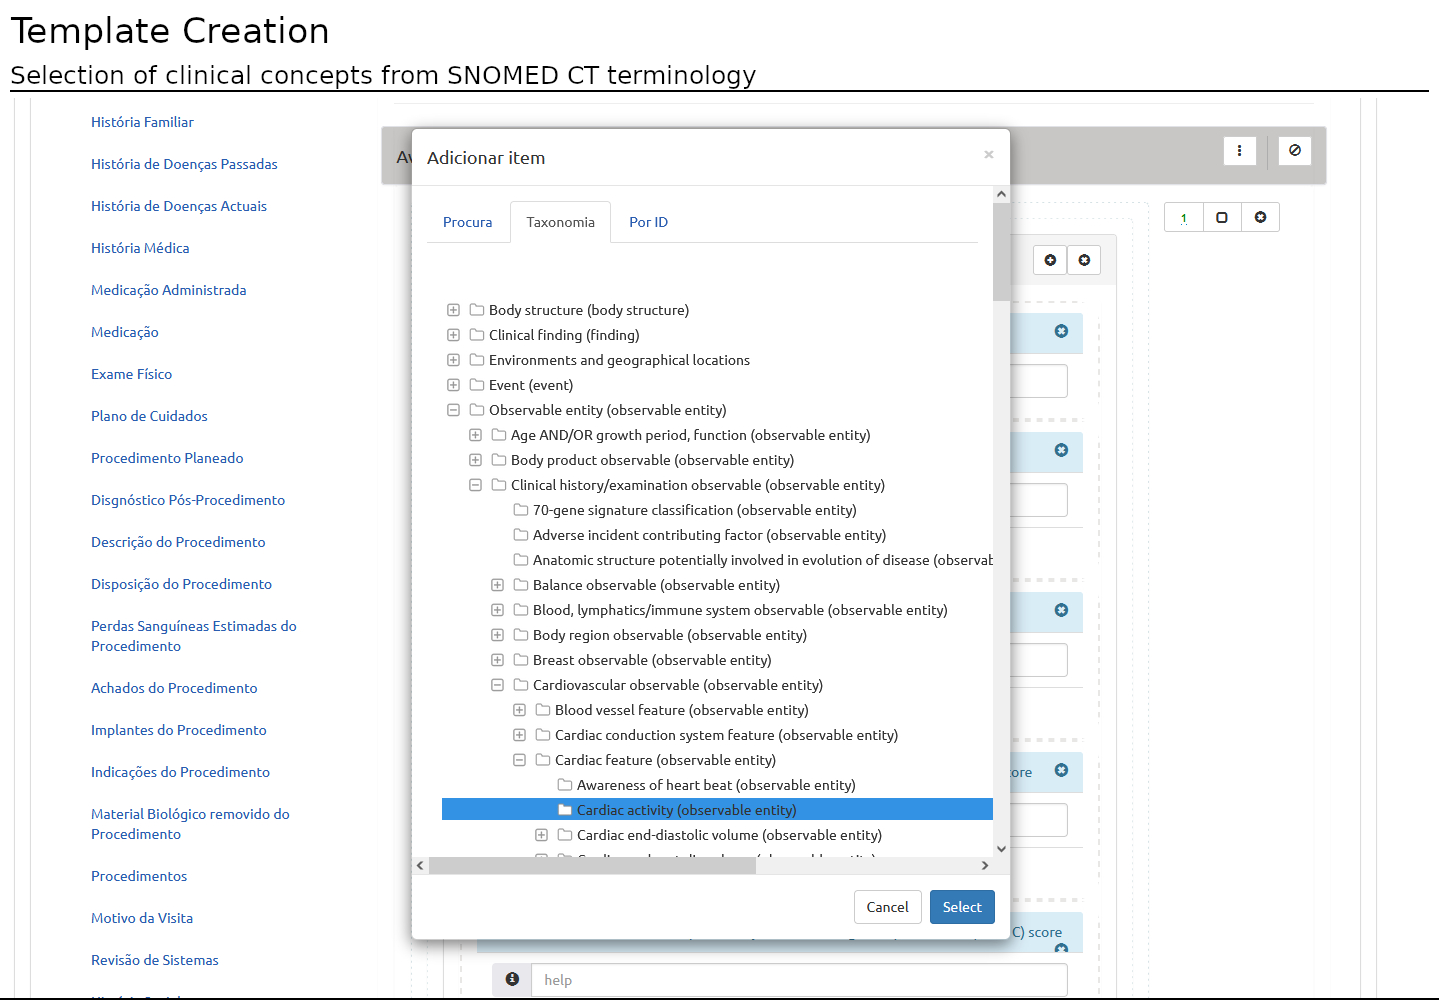 Template Creation
Selection of clinical concepts from SNOMED CT terminology
História Familiar
História de Doenças Passadas
História de Doenças Actuais
História Médica
Medicação Administrada
Medicação
Exame Físico
Plano de Cuidados
Procedimento Planeado
Disgnóstico Pós-Procedimento
Descrição do Procedimento
Disposição do Procedimento
Perdas Sanguíneas Estimadas do
Procedimento
Achados do Procedimento
Implantes do Procedimento
Indicações do Procedimento
Material Biológico removido do
Procedimento
Procedimentos
Motivo da Visita
Revisão de Sistemas
Adicionar item
Procura
Taxonomia
Por ID
Body structure (body structure)
Clinical finding (finding)
Environments and geographical locations
Event (event)
Observable entity (observable entity)
Age AND/OR growth period, function (observable entity)
Body product observable (observable entity)
Clinical history/examination observable (observable entity)
70-gene signature classification (observable entity)
Adverse incident contributing factor (observable entity)
Anatomic structure potentially involved in evolution of disease (observab
Balance observable (observable entity)
Blood, lymphatics/immune system observable (observable entity)
Body region observable (observable entity)
Breast observable (observable entity)
Cardiovascular observable (observable entity)
Blood vessel feature (observable entity)
Cardiac conduction system feature (observable entity)
Cardiac feature (observable entity)
Awareness of heart beat (observable entity)
Cardiac activity (observable entity)
Cardiac end-diastolic volume (observable entity)
Cancel
Select
1
core
C) score
help